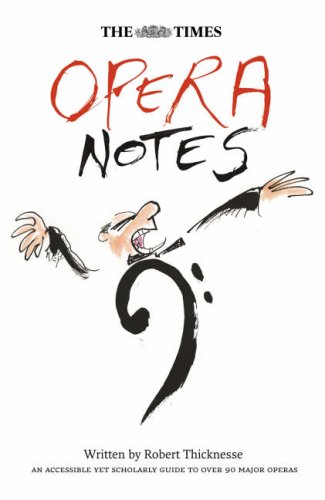 THE TIMES
OPERA
NOTES
Written by Robert Thicknesse
AN ACCESSIBLE YET SCHOLARLY GUIDE TO OVER 90 MAJOR OPERAS